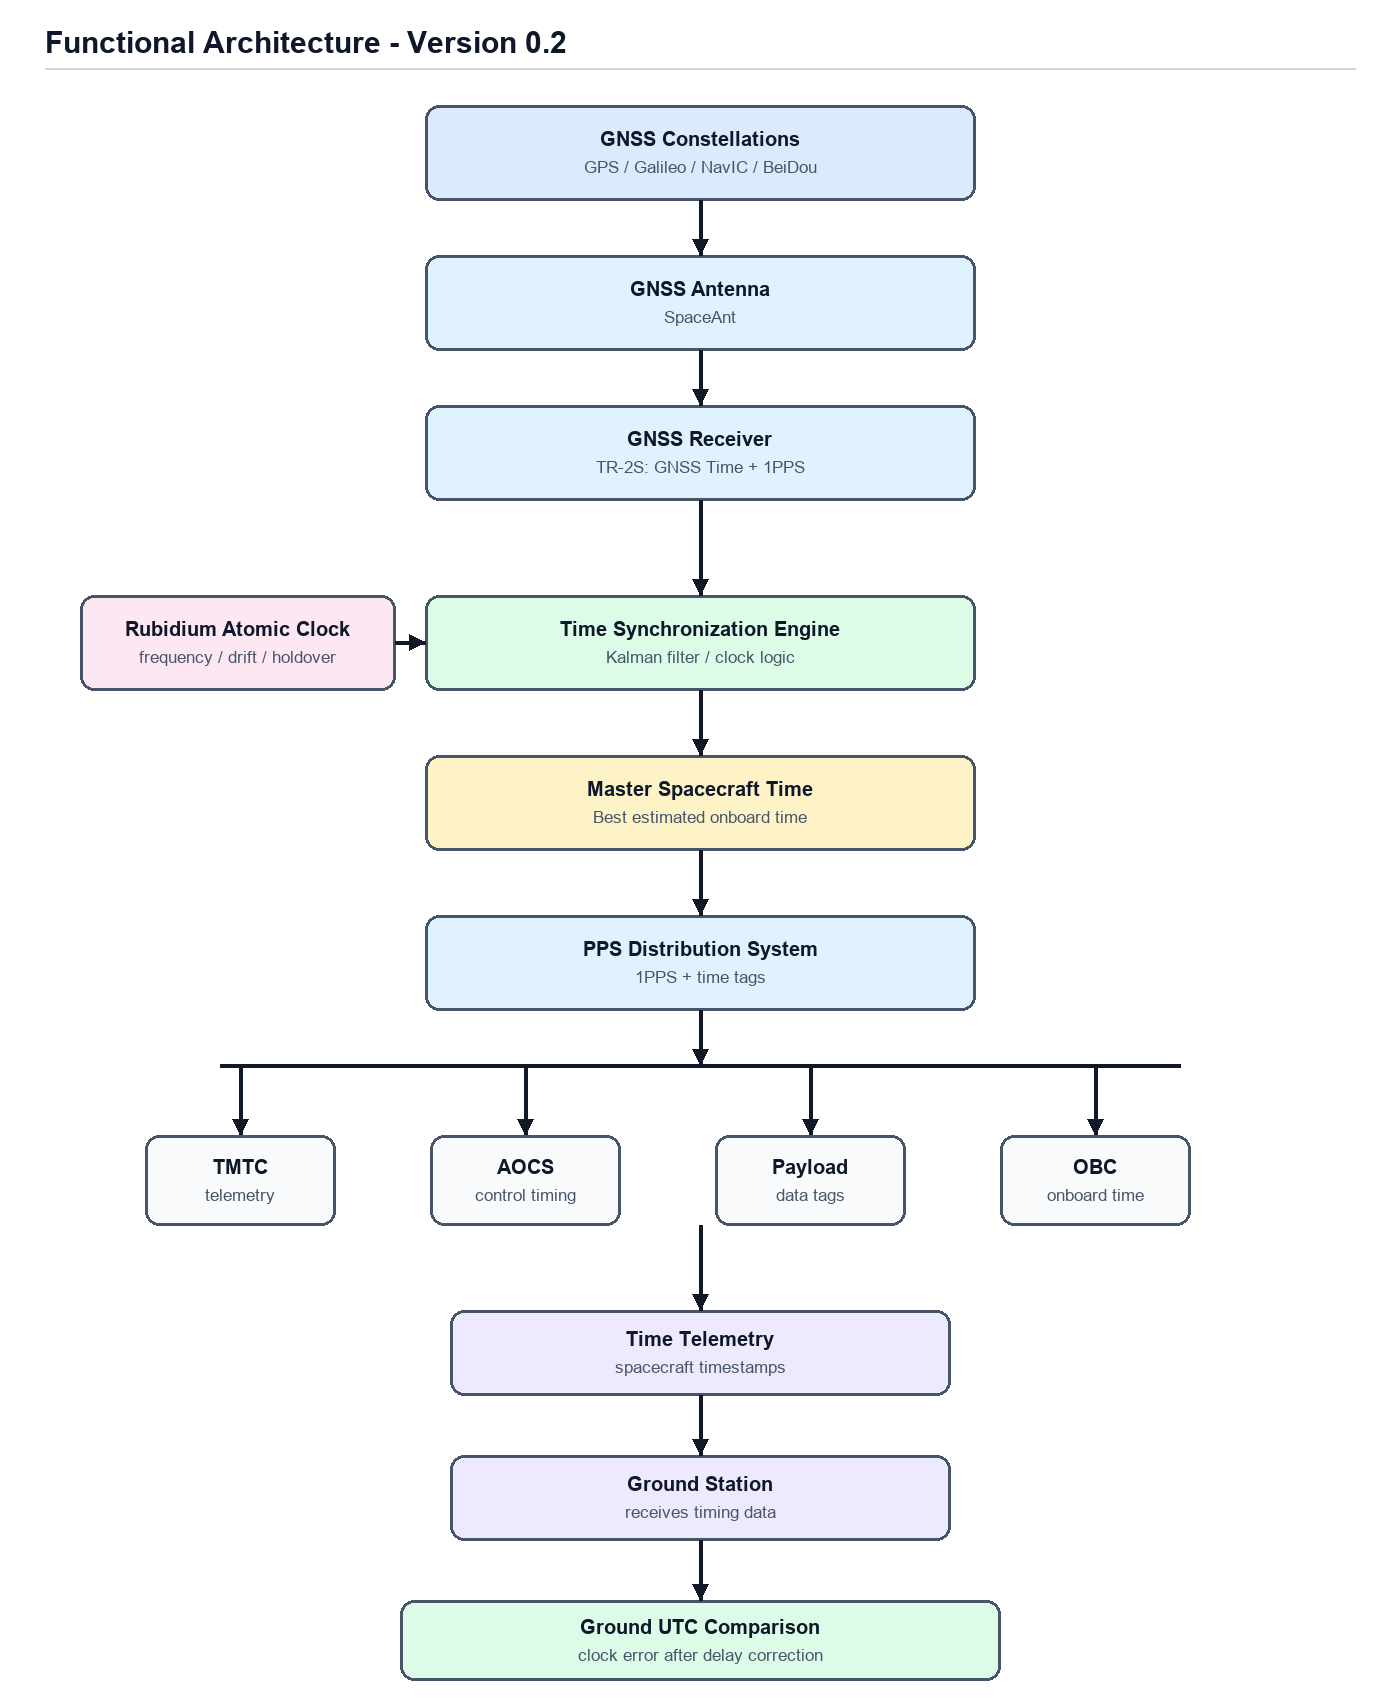 Functional Architecture - Version 0.2
GNSS Constellations
GPS / Galileo / NavIC / BeiDou
GNSS Antenna
SpaceAnt
GNSS Receiver
TR-2S: GNSS Time + 1PPS
Rubidium Atomic Clock
frequency / drift / holdover
Time Synchronization Engine
Kalman filter / clock logic
Master Spacecraft Time
Best estimated onboard time
PPS Distribution System
1PPS + time tags
TMTC
telemetry
AOCS
control timing
Payload
data tags
OBC
onboard time
Time Telemetry
spacecraft timestamps
Ground Station
receives timing data
Ground UTC Comparison
clock error after delay correction